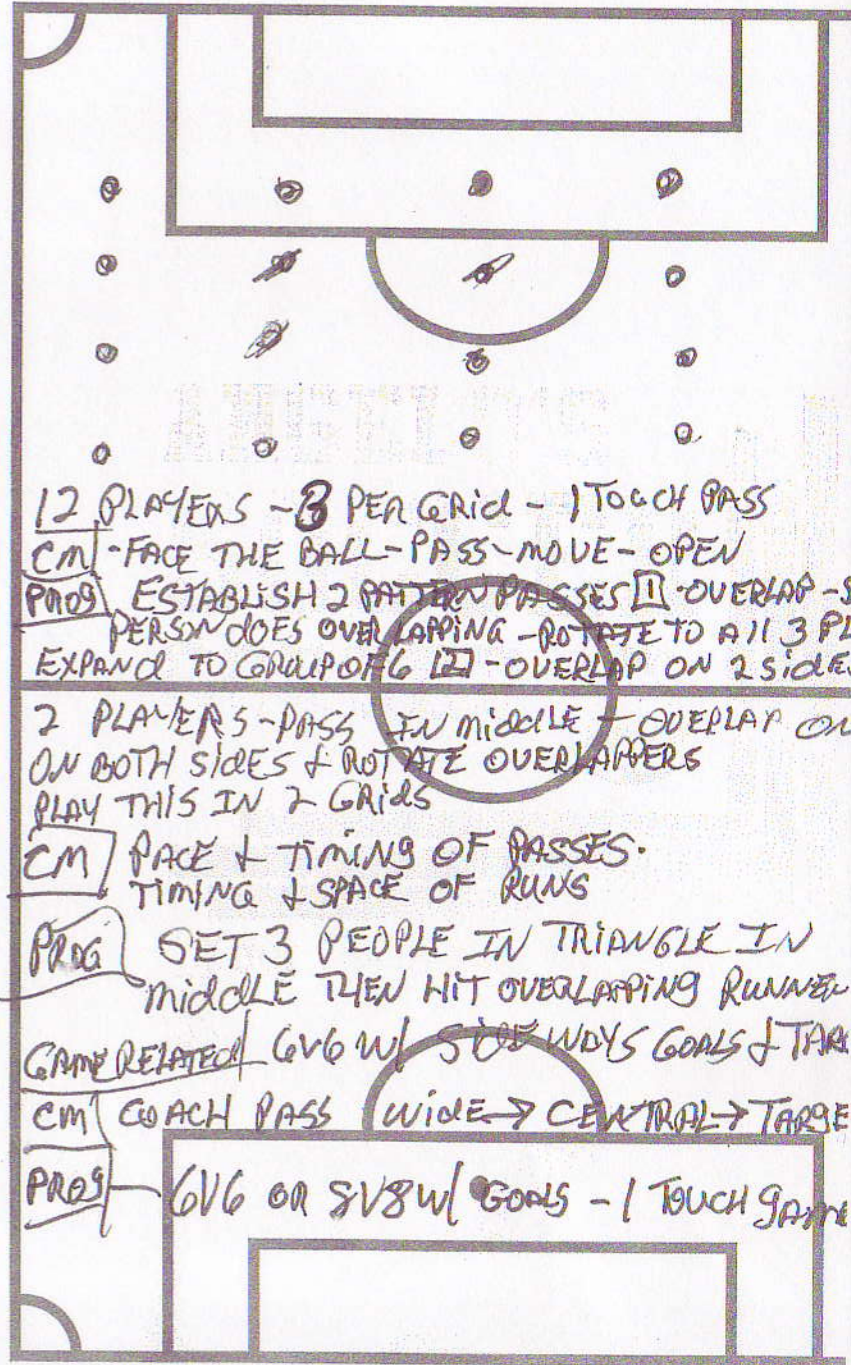 12 PLAYERS - 3 PER GRID - 1 TOUCH PASS
CM - FACE THE BALL - PASS - MOVE - OPEN
PROG ESTABLISH 2 PATTERN PASSES 1 - OVERLAP - S
PERSON DOES OVERLAPPING - ROTATE TO All 3 PL
EXPAND TO GROUP OF 6 2 - OVERLAP ON 2 SIDES
2 PLAYERS - PASS IN MIDDLE - OVERLAP ON
ON BOTH SIDES & ROTATE OVERLAPPERS
PLAY THIS IN 2 GRIDS
CM PACE & TIMING OF PASSES.
TIMING & SPACE OF RUNS
PROG SET 3 PEOPLE IN TRIANGLE IN
MIDDLE THEN HIT OVERLAPPING RUNNER
GAME RELATED 6V6 W/ SIDE WAYS GOALS & TAR
CM COACH PASS WIDE → CENTRAL → TARGE
PROG - 6V6 OR 8V8 W/ GOALS - 1 TOUCH GAME